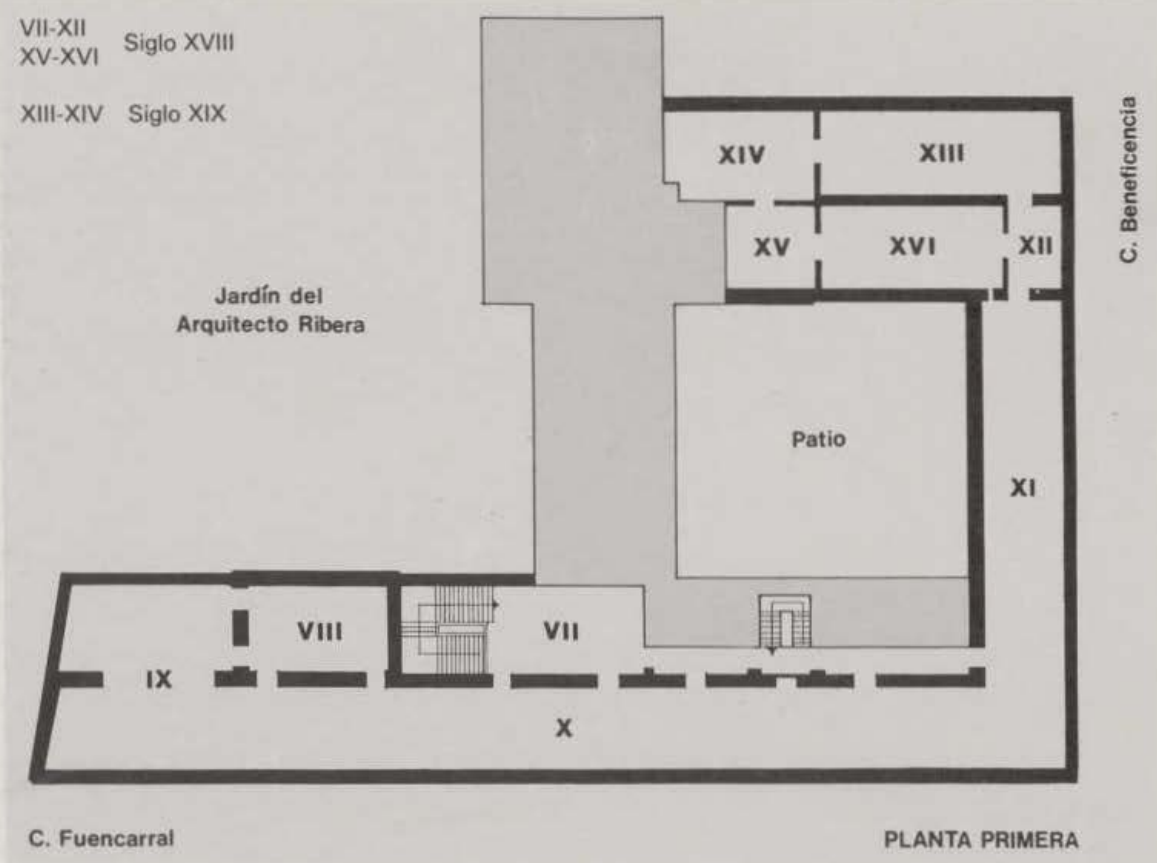 VII-XII
XV-XVI Siglo XVIII
XIII-XIV Siglo XIX
C. Beneficencia
XIV
XIII
XV
XVI
XII
Jardín del
Arquitecto Ribera
Patio
XI
VIII
VII
IX
X
C. Fuencarral
PLANTA PRIMERA